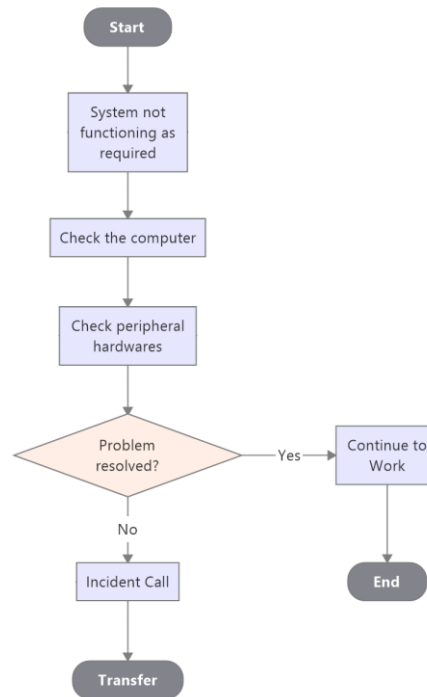 Start
System not
functioning as
required
Check the computer
Check peripheral
hardwares
Problem
resolved?
Yes
Continue to
Work
No
Incident Call
End
Transfer